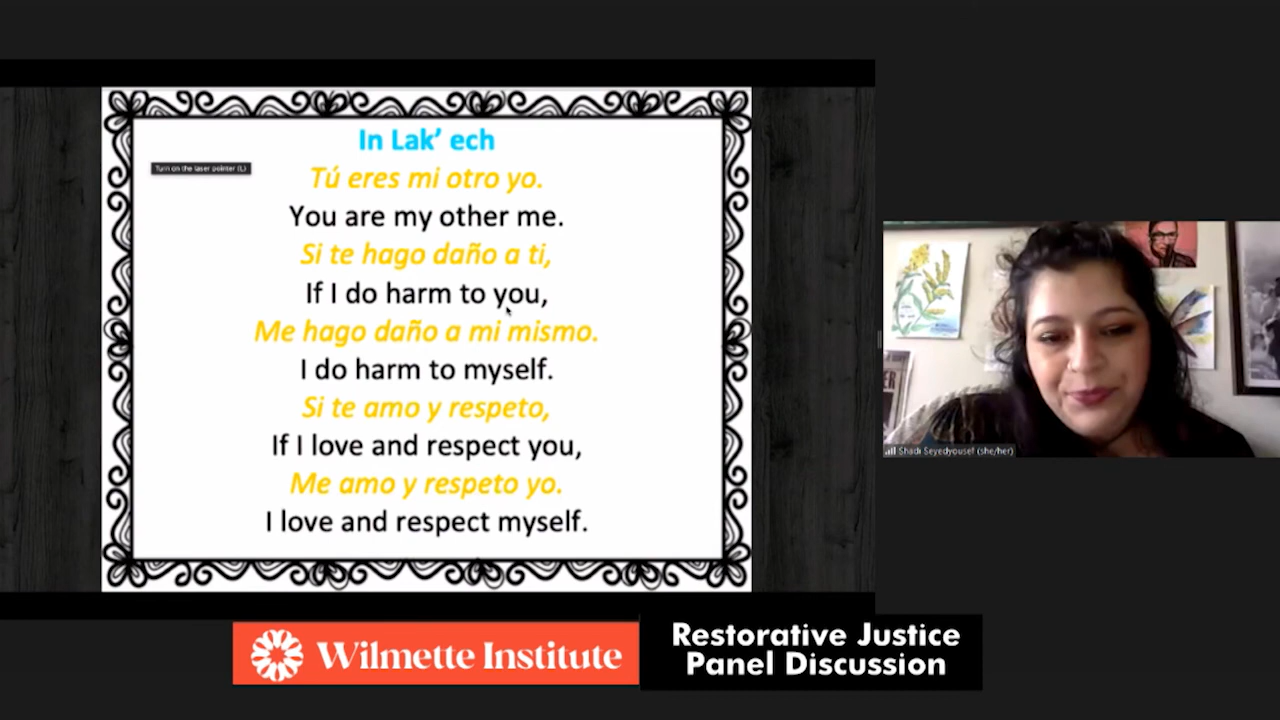 In Lak’ ech
Turn on the laser pointer (L)
Tú eres mi otro yo.
You are my other me.
Si te hago daño a ti,
If I do harm to you,
Me hago daño a mi mismo.
I do harm to myself.
Si te amo y respeto,
If I love and respect you,
Me amo y respeto yo.
I love and respect myself.
Shadi Seyedyousef (she/her)
Wilmette Institute
Restorative Justice
Panel Discussion